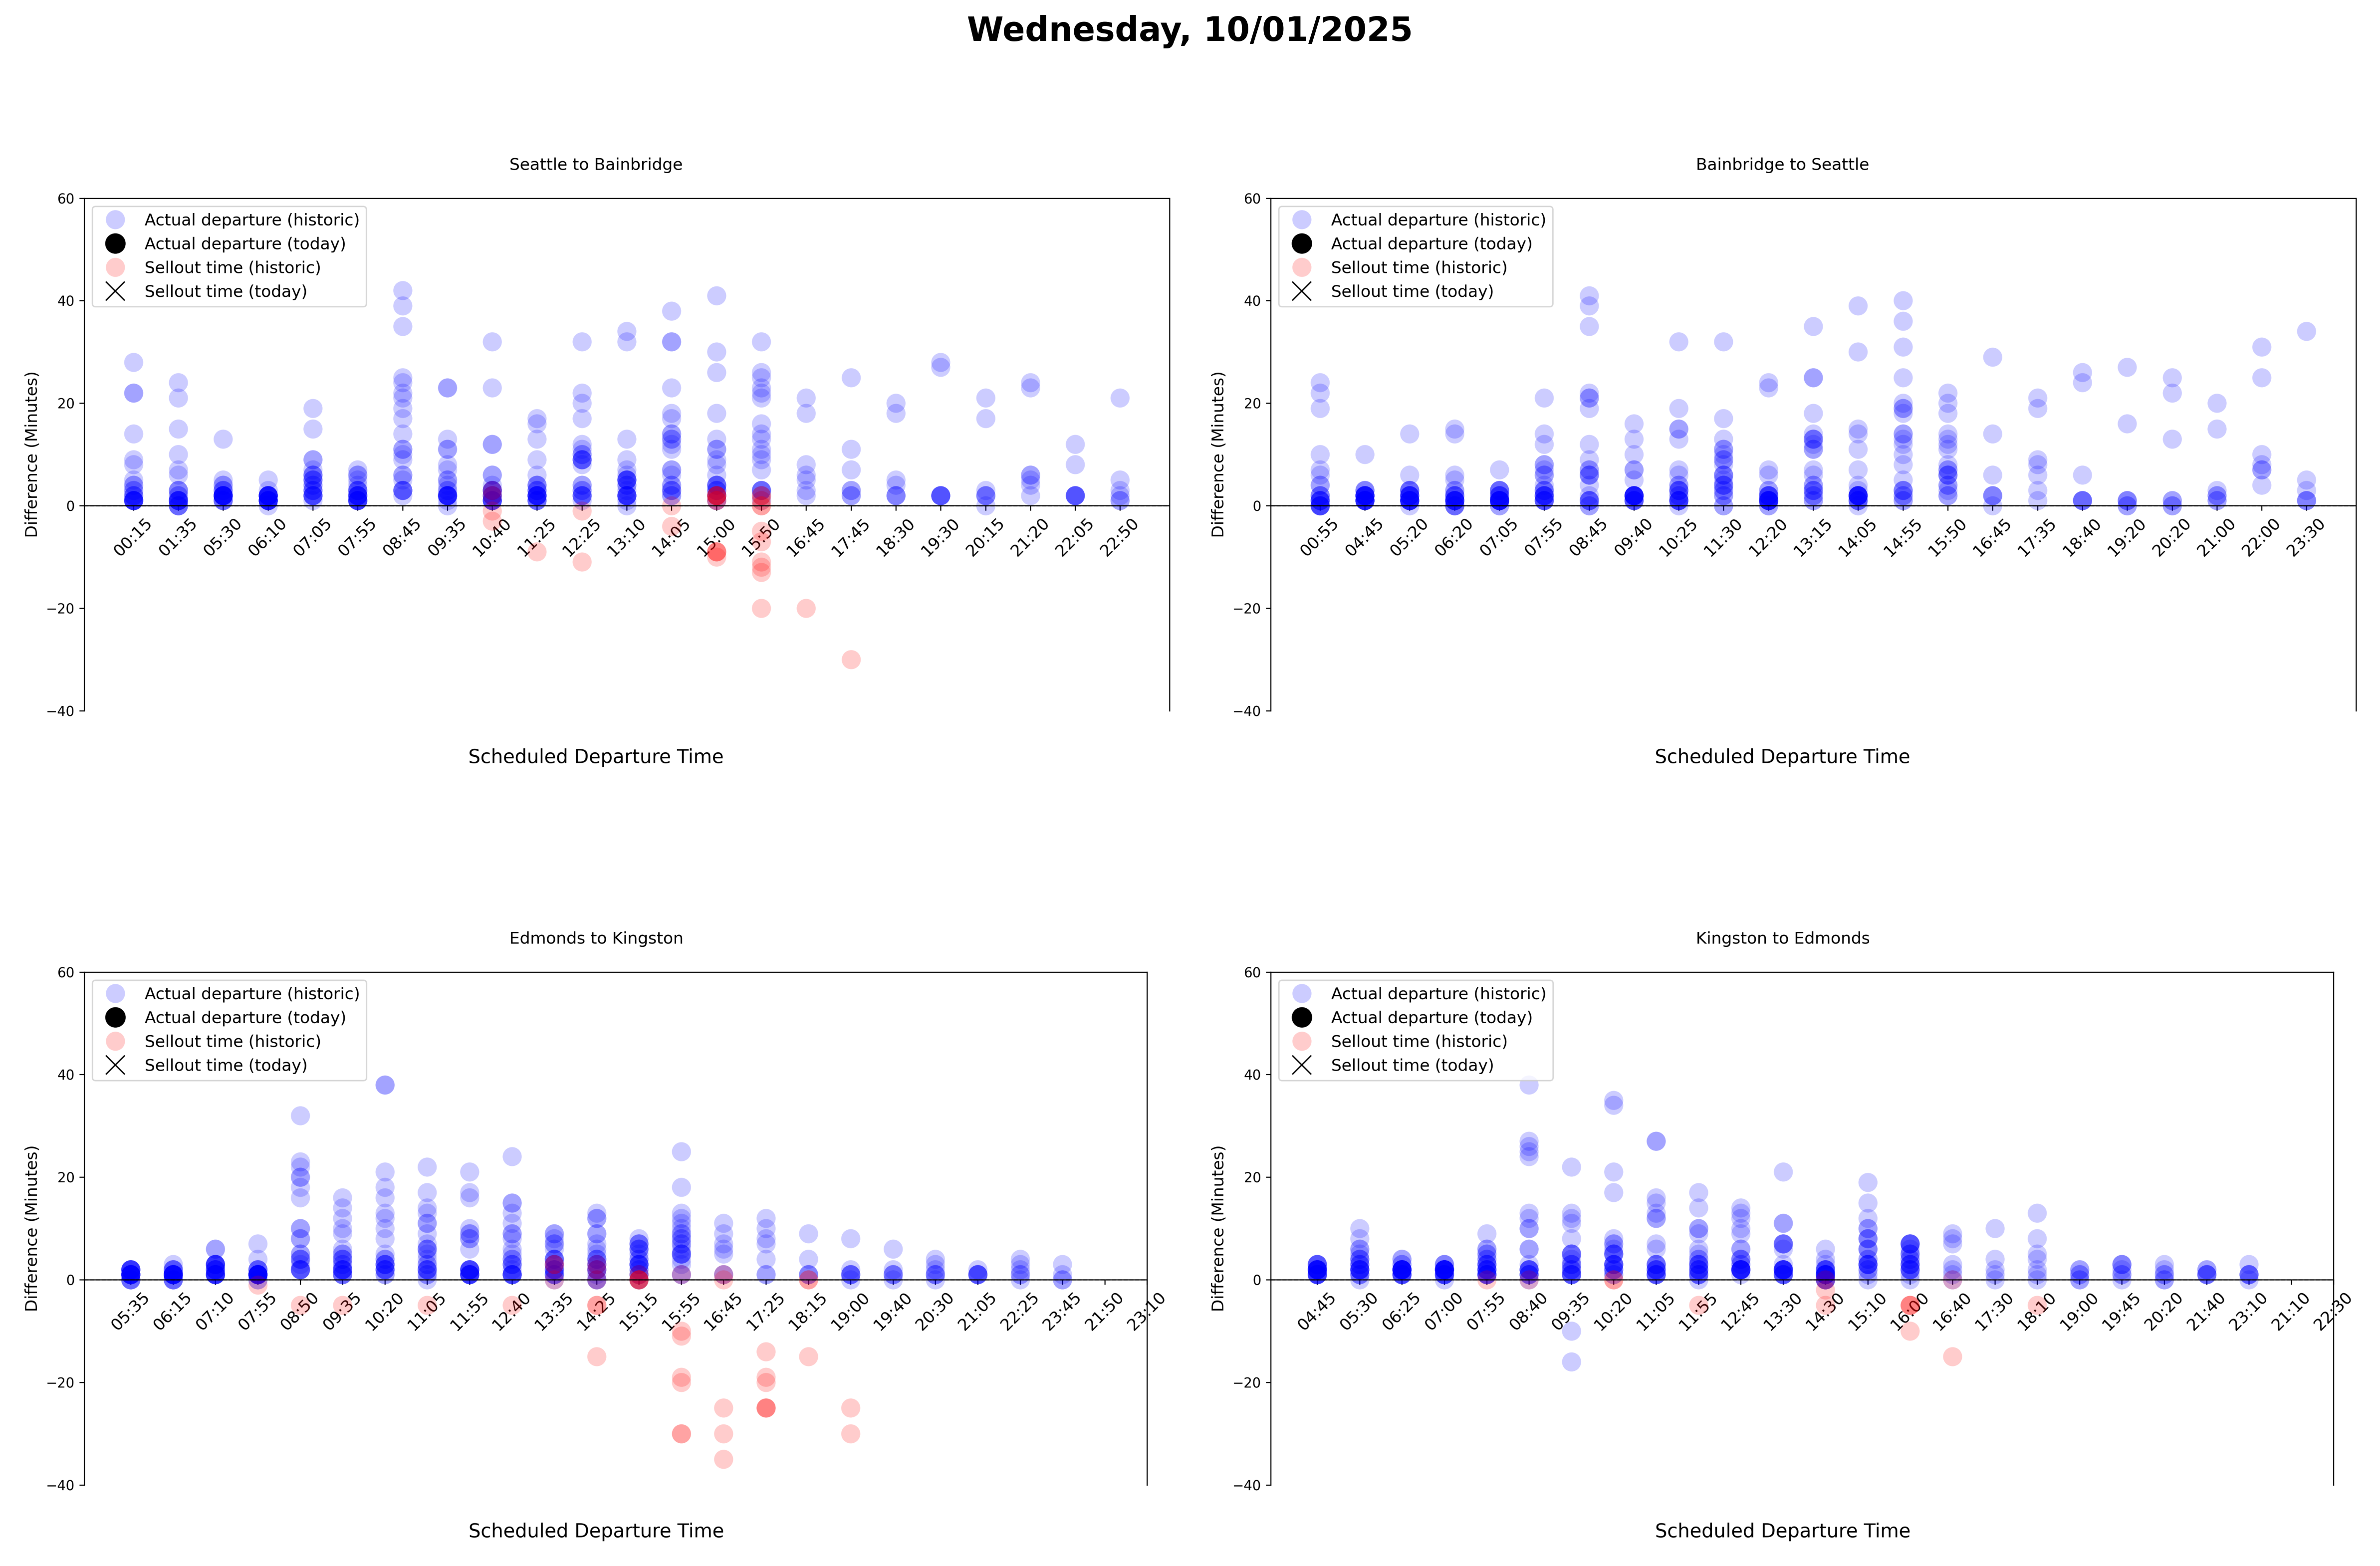 Wednesday, 10/01/2025
Seattle to Bainbridge
60
40
20
0
−20
−40
Difference (Minutes)
Actual departure (historic)
Actual departure (today)
Sellout time (historic)
Sellout time (today)
00:15 01:35 05:30 06:10 07:05 07:55 08:45 09:35 10:40 11:25 12:25 13:10 14:05 15:00 15:50 16:45 17:45 18:30 19:30 20:15 21:20 22:05 22:50
Scheduled Departure Time
Bainbridge to Seattle
60
40
20
0
−20
−40
Difference (Minutes)
Actual departure (historic)
Actual departure (today)
Sellout time (historic)
Sellout time (today)
00:55 04:45 05:20 06:20 07:05 07:55 08:45 09:40 10:25 11:30 12:20 13:15 14:05 14:55 15:50 16:45 17:35 18:40 19:20 20:20 21:00 22:00 23:30
Scheduled Departure Time
Edmonds to Kingston
60
40
20
0
−20
−40
Difference (Minutes)
Actual departure (historic)
Actual departure (today)
Sellout time (historic)
Sellout time (today)
05:35 06:15 07:10 07:55 08:50 09:35 10:20 11:05 11:55 12:40 13:35 14:25 15:15 15:55 16:45 17:25 18:15 19:00 19:40 20:30 21:05 22:25 23:45 21:50 23:10
Scheduled Departure Time
Kingston to Edmonds
60
40
20
0
−20
−40
Difference (Minutes)
Actual departure (historic)
Actual departure (today)
Sellout time (historic)
Sellout time (today)
04:45 05:30 06:25 07:00 07:55 08:40 09:35 10:20 11:05 11:55 12:45 13:30 14:30 15:10 16:00 16:40 17:30 18:10 19:00 19:45 20:20 21:40 23:10 21:10 22:30
Scheduled Departure Time